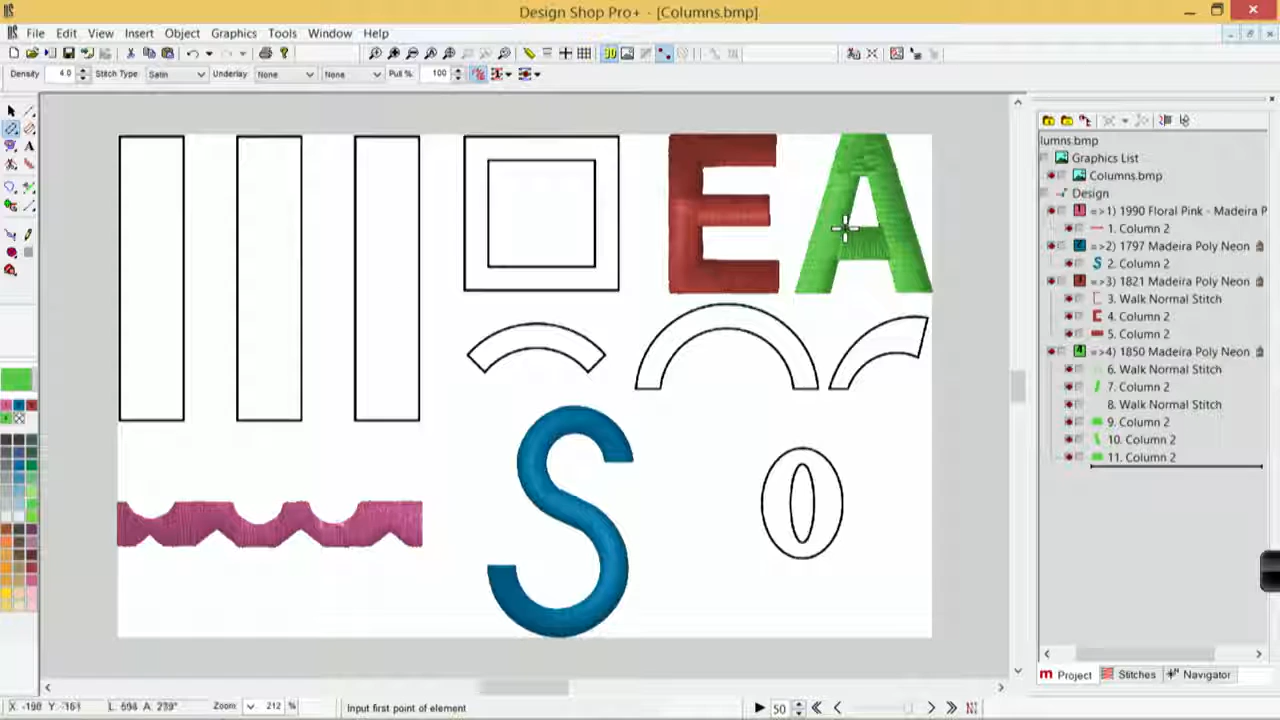 Design Shop Pro+ - [Columns.bmp]
File Edit View Insert Object Graphics Tools Window Help
Density 4.0 Stitch Type Satin Underlay None None Pull % 100
lumns.bmp
Graphics List
Columns.bmp
Design
=>1) 1990 Floral Pink - Madeira P
1. Column 2
=>2) 1797 Madeira Poly Neon
2. Column 2
=>3) 1821 Madeira Poly Neon
3. Walk Normal Stitch
4. Column 2
5. Column 2
=>4) 1850 Madeira Poly Neon
6. Walk Normal Stitch
7. Column 2
8. Walk Normal Stitch
9. Column 2
10. Column 2
11. Column 2
E A
S
Project Stitches Navigator
Zoom: 212 % Input first point of element 50